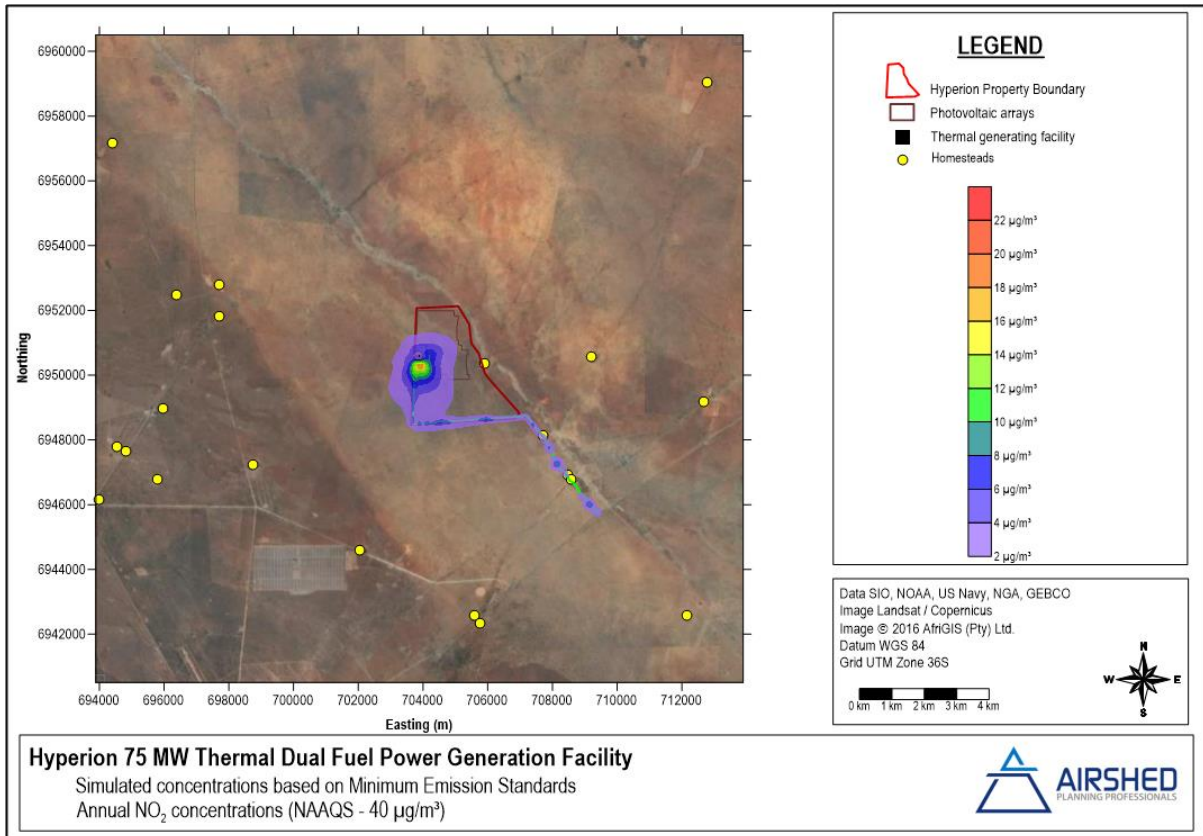 6960000
6958000
6956000
6954000
6952000
6950000
6948000
6946000
6944000
6942000
Northing
694000 696000 698000 700000 702000 704000 706000 708000 710000 712000
Easting (m)
LEGEND
Hyperion Property Boundary
Photovoltaic arrays
Thermal generating facility
Homesteads
22 µg/m³
20 µg/m³
18 µg/m³
16 µg/m³
14 µg/m³
12 µg/m³
10 µg/m³
8 µg/m³
6 µg/m³
4 µg/m³
2 µg/m³
Data SIO, NOAA, US Navy, NGA, GEBCO
Image Landsat / Copernicus
Image © 2016 AfriGIS (Pty) Ltd.
Datum WGS 84
Grid UTM Zone 36S
N
W E
S
0 km 1 km 2 km 3 km 4 km
Hyperion 75 MW Thermal Dual Fuel Power Generation Facility
Simulated concentrations based on Minimum Emission Standards
Annual NO₂ concentrations (NAAQS - 40 µg/m³)
AIRSHED
PLANNING PROFESSIONALS